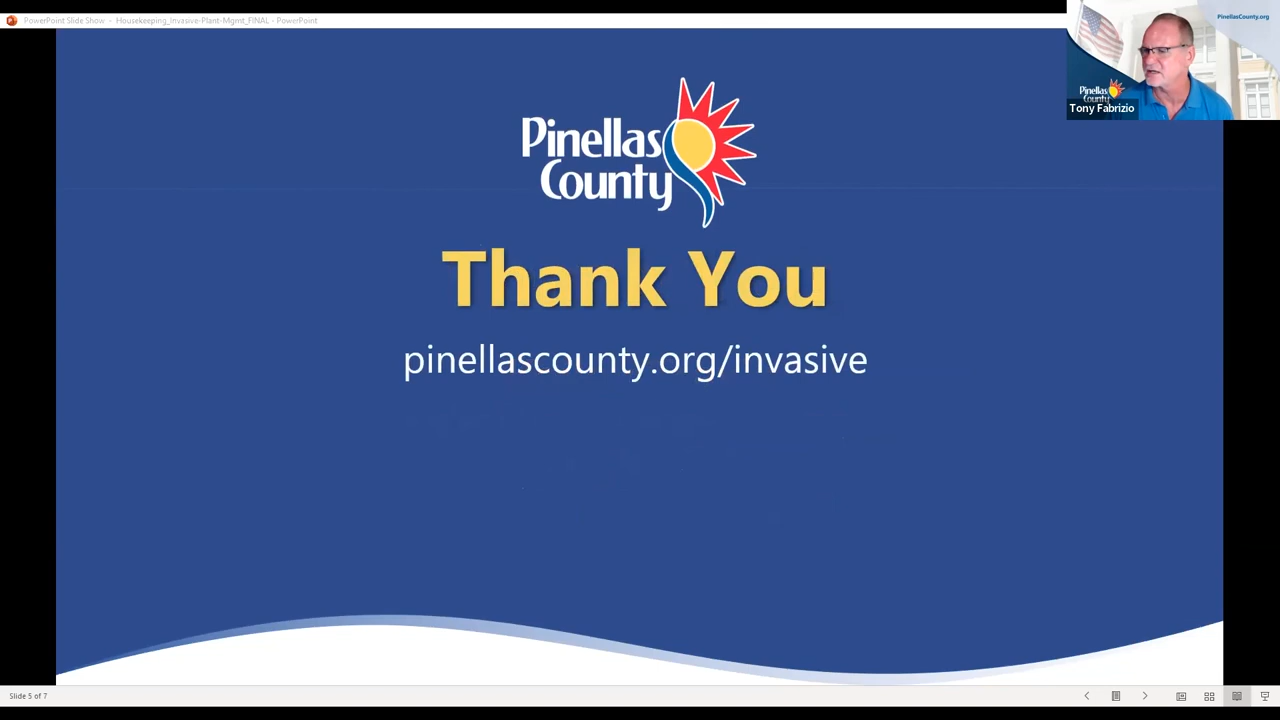 PowerPoint Slide Show - Housekeeping_Invasive-Plant-Mgmt_FINAL - PowerPoint
PinellasCounty.org
Pinellas
County
Tony Fabrizio
Pinellas
County
Thank You
pinellascounty.org/invasive
Slide 5 of 7